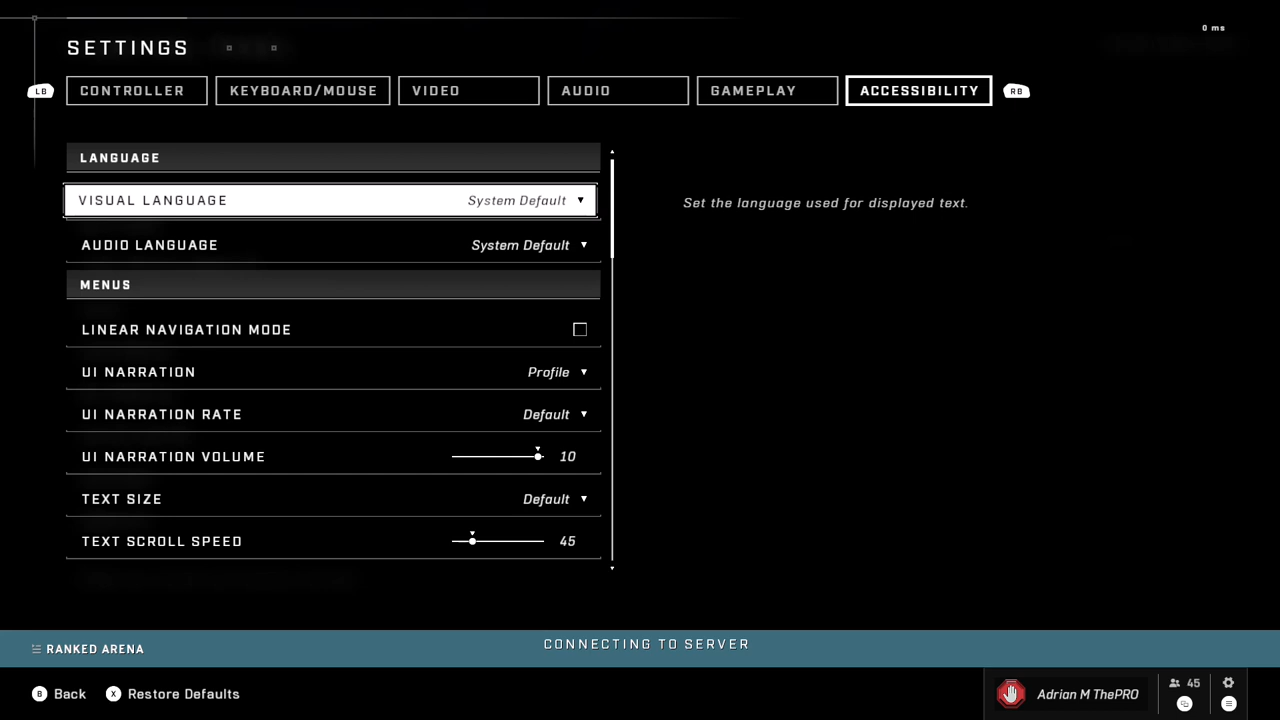 0 ms
SETTINGS
LB CONTROLLER KEYBOARD/MOUSE VIDEO AUDIO GAMEPLAY ACCESSIBILITY RB
LANGUAGE
VISUAL LANGUAGE System Default
Set the language used for displayed text.
AUDIO LANGUAGE System Default
MENUS
LINEAR NAVIGATION MODE
UI NARRATION Profile
UI NARRATION RATE Default
UI NARRATION VOLUME 10
TEXT SIZE Default
TEXT SCROLL SPEED 45
RANKED ARENA CONNECTING TO SERVER
B Back X Restore Defaults Adrian M ThePRO 45